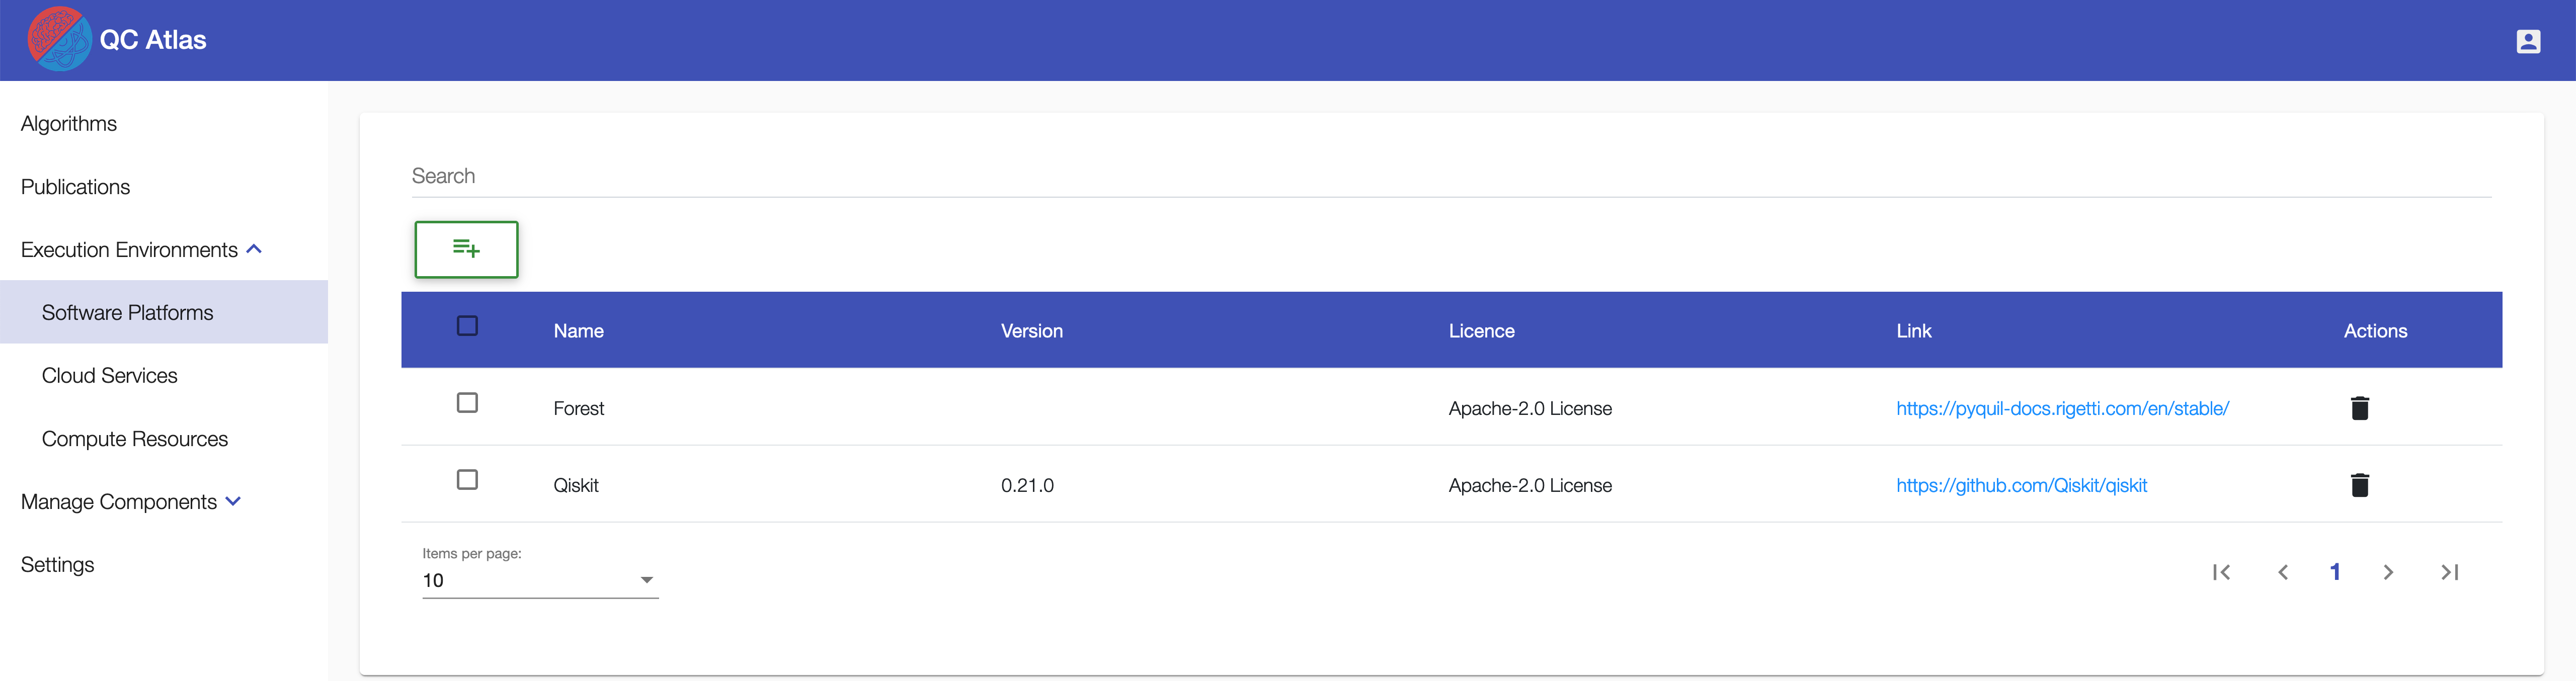 QC Atlas
Algorithms
Publications
Execution Environments
Software Platforms
Cloud Services
Compute Resources
Manage Components
Settings
Search
Name Version Licence Link Actions
Forest Apache-2.0 License https://pyquil-docs.rigetti.com/en/stable/
Qiskit 0.21.0 Apache-2.0 License https://github.com/Qiskit/qiskit
Items per page:
10
1